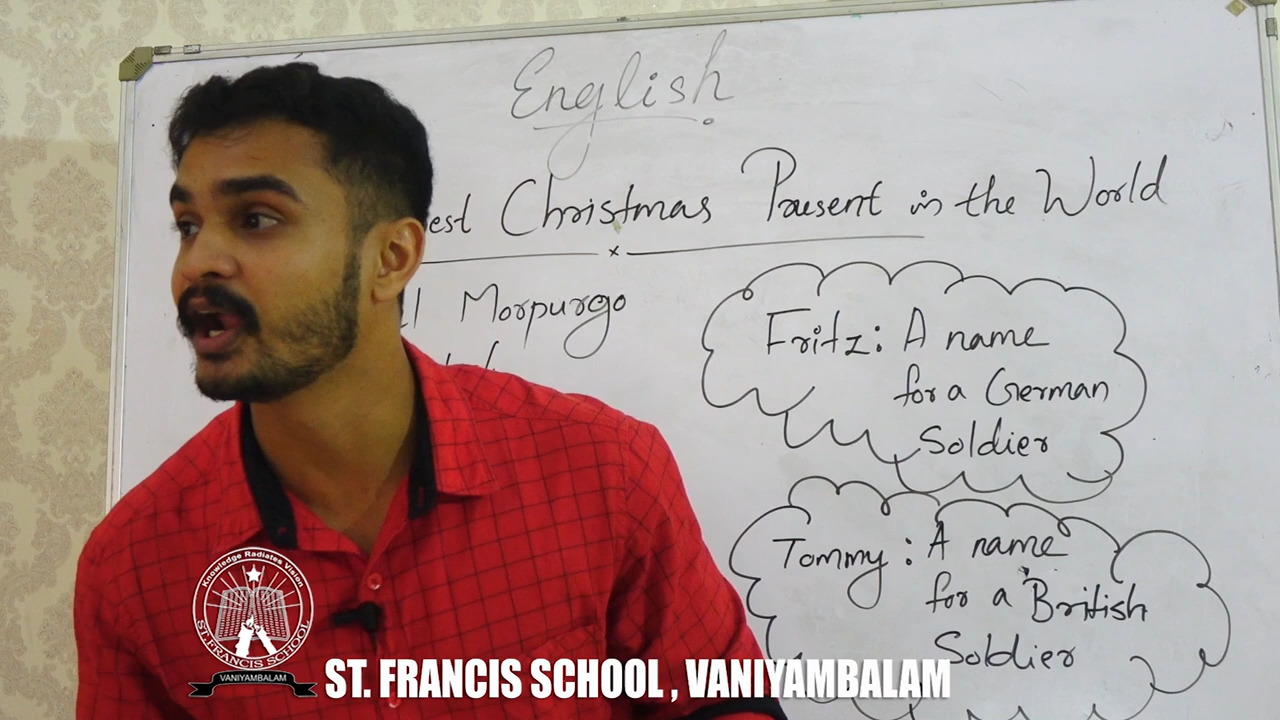 English
est Christmas Present in the World
ll Morpurgo
Fritz: A name
for a German
Soldier
Tommy: A name
for a British
Soldier
Knowledge Radiates Vision
ST. FRANCIS SCHOOL
VANIYAMBALAM
ST. FRANCIS SCHOOL , VANIYAMBALAM